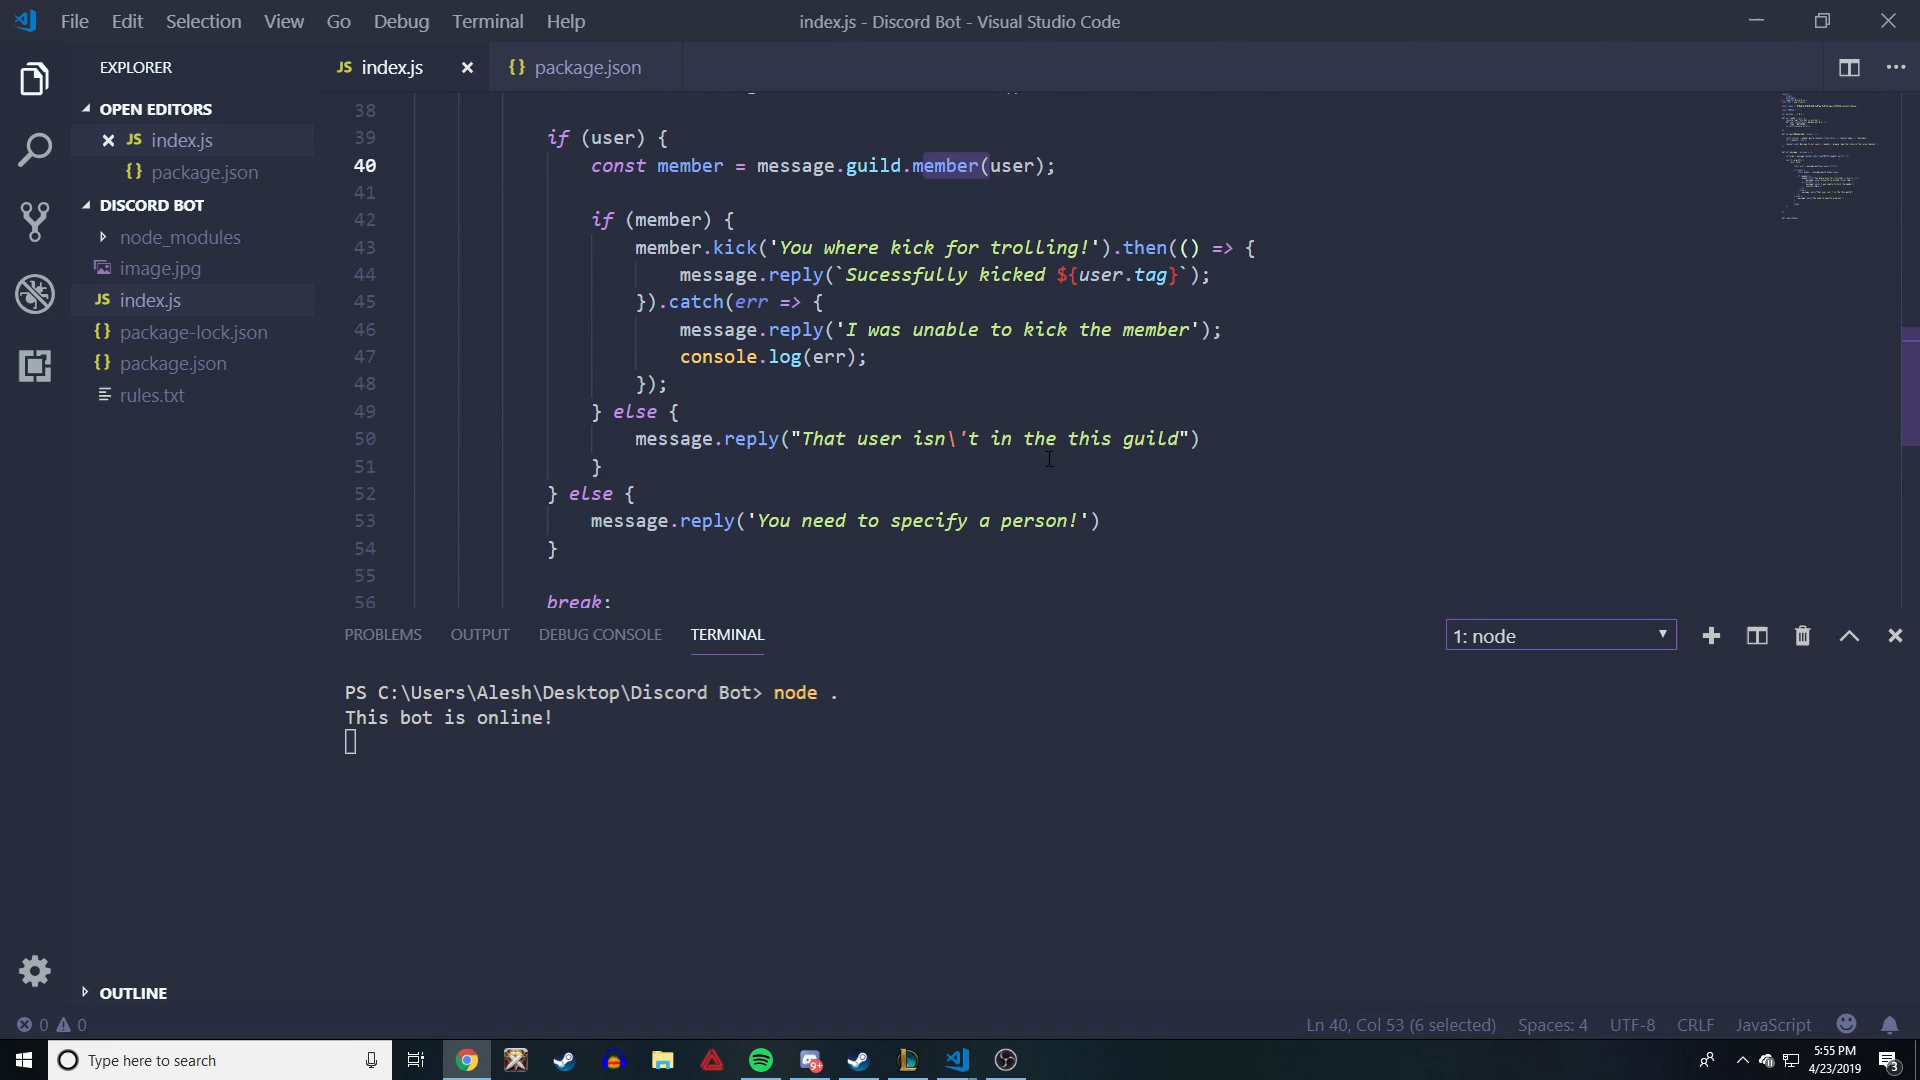 File Edit Selection View Go Debug Terminal Help index.js - Discord Bot - Visual Studio Code
EXPLORER
OPEN EDITORS
JS index.js
{} package.json
DISCORD BOT
node_modules
image.jpg
JS index.js
{} package-lock.json
{} package.json
rules.txt
OUTLINE
JS index.js {} package.json
38
39 if (user) {
40 const member = message.guild.member(user);
41
42 if (member) {
43 member.kick('You where kick for trolling!').then(() => {
44 message.reply(`Sucessfully kicked ${user.tag}`);
45 }).catch(err => {
46 message.reply('I was unable to kick the member');
47 console.log(err);
48 });
49 } else {
50 message.reply("That user isn\'t in the this guild")
51 }
52 } else {
53 message.reply('You need to specify a person!')
54 }
55
56 break;
PROBLEMS OUTPUT DEBUG CONSOLE TERMINAL 1: node
PS C:\Users\Alesh\Desktop\Discord Bot> node .
This bot is online!
0 0 Ln 40, Col 53 (6 selected) Spaces: 4 UTF-8 CRLF JavaScript
Type here to search 9+ 5:55 PM
4/23/2019 3